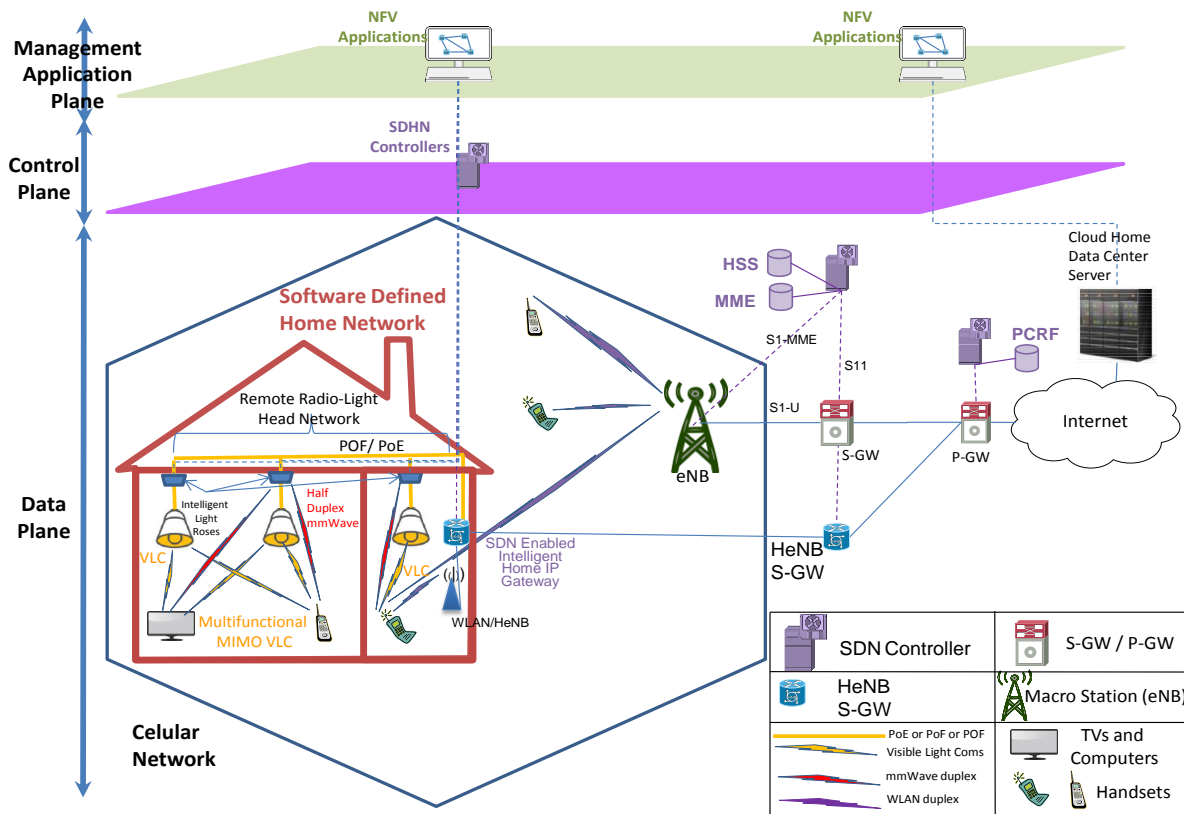 NFV
Applications
NFV
Applications
Management
Application
Plane
SDHN
Controllers
Control
Plane
Cloud Home
Data Center
Server
HSS
MME
Software Defined
Home Network
S1-MME
S11
PCRF
Remote Radio-Light
Head Network
POF/ PoE
S1-U
Internet
S-GW
P-GW
eNB
Data
Plane
Intelligent
Light
Roses
Half
Duplex
mmWave
VLC
VLC
SDN Enabled
Intelligent
Home IP
Gateway
HeNB
S-GW
WLAN/HeNB
Multifunctional
MIMO VLC
Celular
Network
SDN Controller
S-GW / P-GW
HeNB
S-GW
Macro Station (eNB)
PoE or PoF or POF
Visible Light Coms
mmWave duplex
WLAN duplex
TVs and
Computers
Handsets